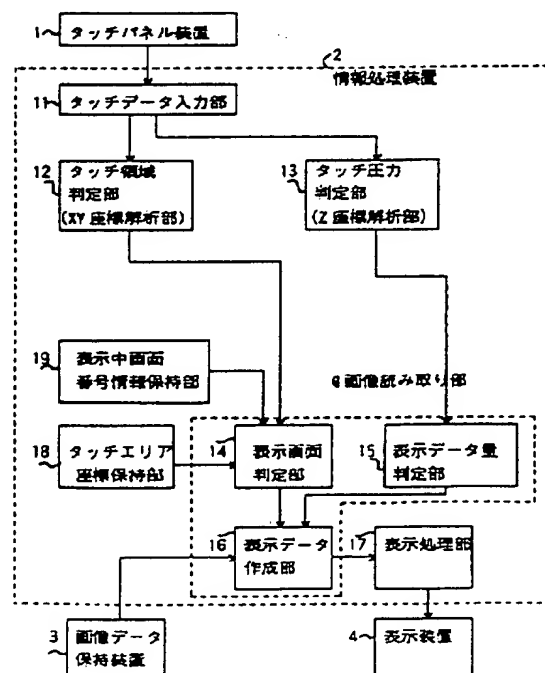 1 タッチパネル装置
2
情報処理装置
11 タッチデータ入力部
12 タッチ領域
判定部
(XY座標解析部)
13 タッチ圧力
判定部
(Z座標解析部)
19 表示中画面
番号情報保持部
画像読み取り部
18 タッチエリア
座標保持部
14 表示画面
判定部
15 表示データ量
判定部
16 表示データ
作成部
17 表示処理部
3 画像データ
保持装置
4 表示装置